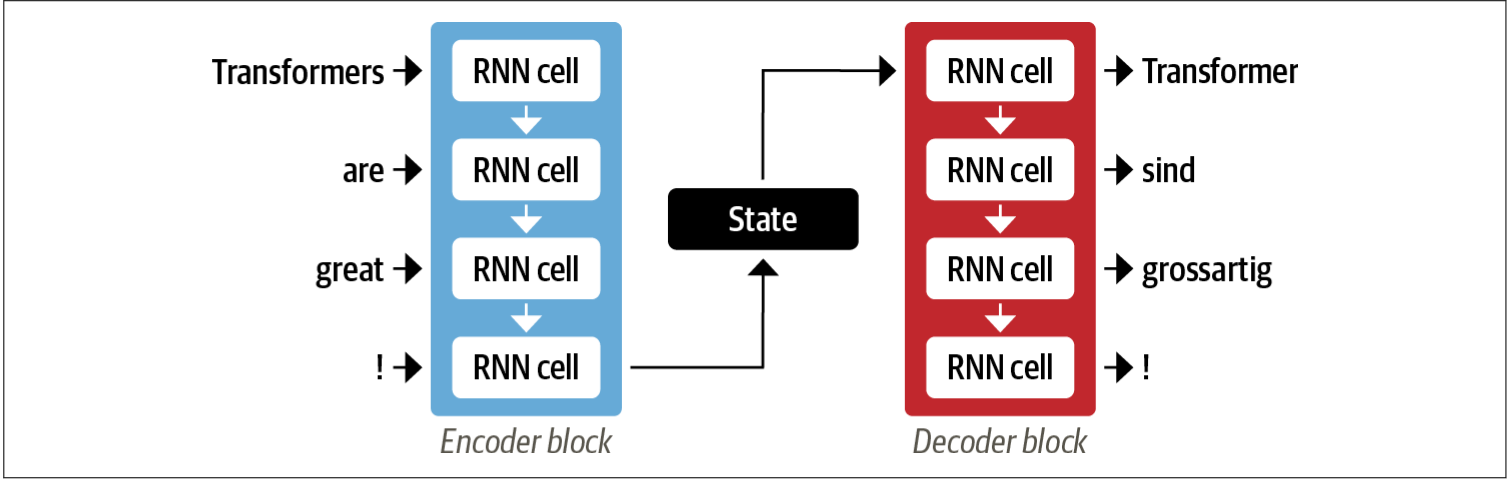 Transformers
RNN cell
RNN cell
Transformer
are
RNN cell
RNN cell
sind
State
great
RNN cell
RNN cell
grossartig
!
RNN cell
RNN cell
!
Encoder block
Decoder block